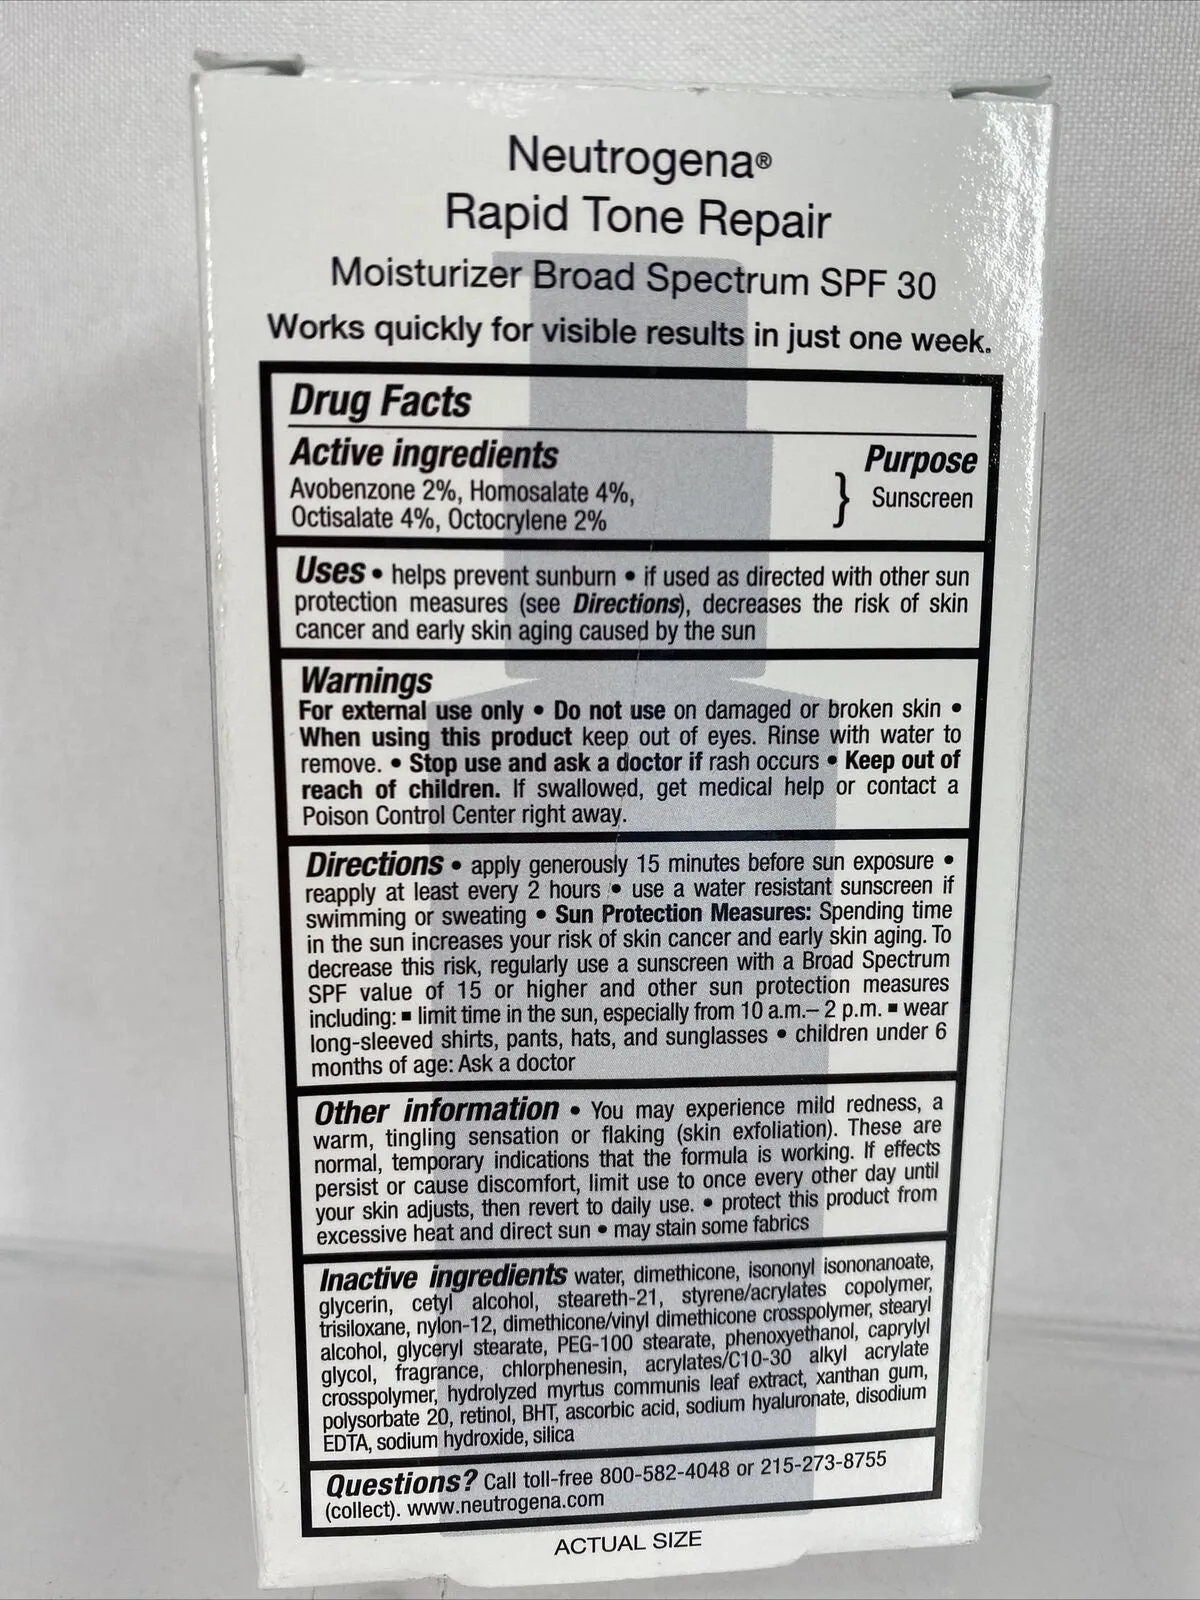 Neutrogena®
Rapid Tone Repair
Moisturizer Broad Spectrum SPF 30
Works quickly for visible results in just one week.
Drug Facts
Active ingredients
Purpose
Avobenzone 2%, Homosalate 4%,
Octisalate 4%, Octocrylene 2%
} Sunscreen
Uses • helps prevent sunburn • if used as directed with other sun
protection measures (see Directions), decreases the risk of skin
cancer and early skin aging caused by the sun
Warnings
For external use only • Do not use on damaged or broken skin •
When using this product keep out of eyes. Rinse with water to
remove. • Stop use and ask a doctor if rash occurs • Keep out of
reach of children. If swallowed, get medical help or contact a
Poison Control Center right away.
Directions • apply generously 15 minutes before sun exposure •
reapply at least every 2 hours • use a water resistant sunscreen if
swimming or sweating • Sun Protection Measures: Spending time
in the sun increases your risk of skin cancer and early skin aging. To
decrease this risk, regularly use a sunscreen with a Broad Spectrum
SPF value of 15 or higher and other sun protection measures
including: ▪ limit time in the sun, especially from 10 a.m.– 2 p.m. ▪ wear
long-sleeved shirts, pants, hats, and sunglasses • children under 6
months of age: Ask a doctor
Other information • You may experience mild redness, a
warm, tingling sensation or flaking (skin exfoliation). These are
normal, temporary indications that the formula is working. If effects
persist or cause discomfort, limit use to once every other day until
your skin adjusts, then revert to daily use. • protect this product from
excessive heat and direct sun • may stain some fabrics
Inactive ingredients water, dimethicone, isononyl isononanoate,
glycerin, cetyl alcohol, steareth-21, styrene/acrylates copolymer,
trisiloxane, nylon-12, dimethicone/vinyl dimethicone crosspolymer, stearyl
alcohol, glyceryl stearate, PEG-100 stearate, phenoxyethanol, caprylyl
glycol, fragrance, chlorphenesin, acrylates/C10-30 alkyl acrylate
crosspolymer, hydrolyzed myrtus communis leaf extract, xanthan gum,
polysorbate 20, retinol, BHT, ascorbic acid, sodium hyaluronate, disodium
EDTA, sodium hydroxide, silica
Questions? Call toll-free 800-582-4048 or 215-273-8755
(collect). www.neutrogena.com
ACTUAL SIZE